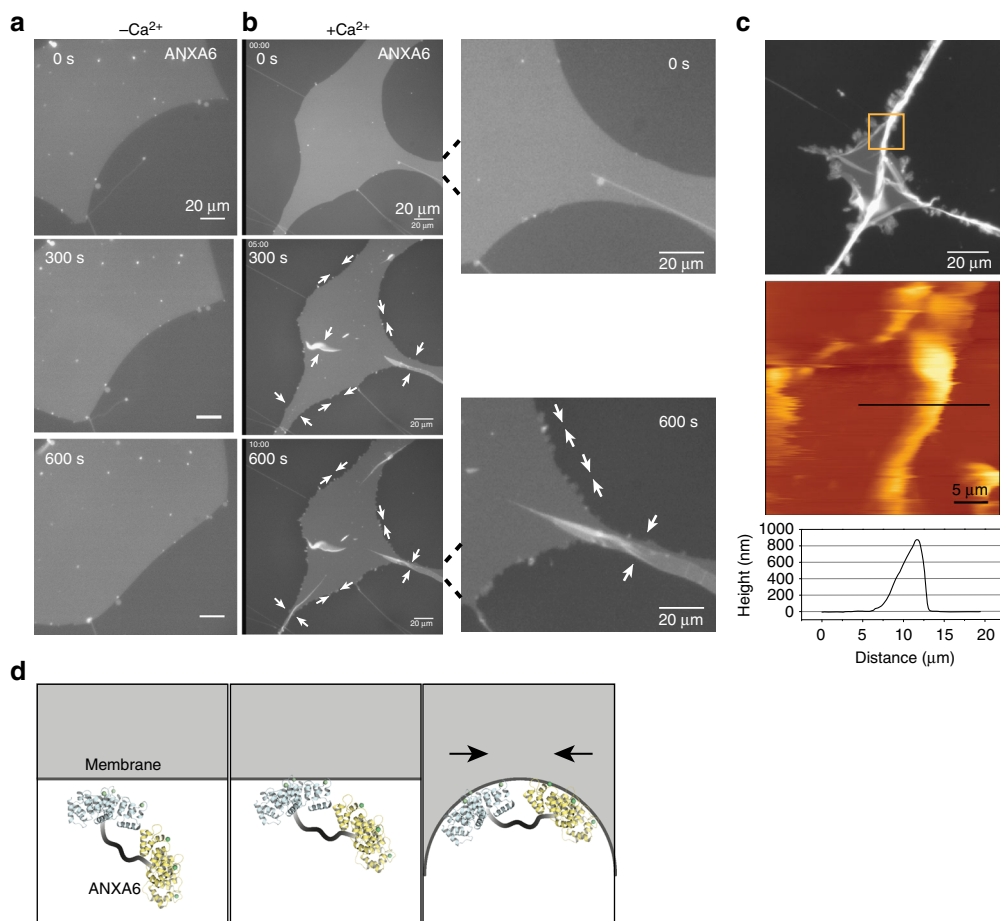 a
b
c
−Ca²⁺
+Ca²⁺
ANXA6
0 s
20 μm
300 s
600 s
00:00
ANXA6
0 s
20 μm
20 μm
05:00
300 s
20 μm
10:00
600 s
20 μm
0 s
20 μm
600 s
20 μm
20 μm
5 μm
1000
800
600
400
200
0
Height (nm)
0 5 10 15 20
Distance (μm)
d
Membrane
ANXA6